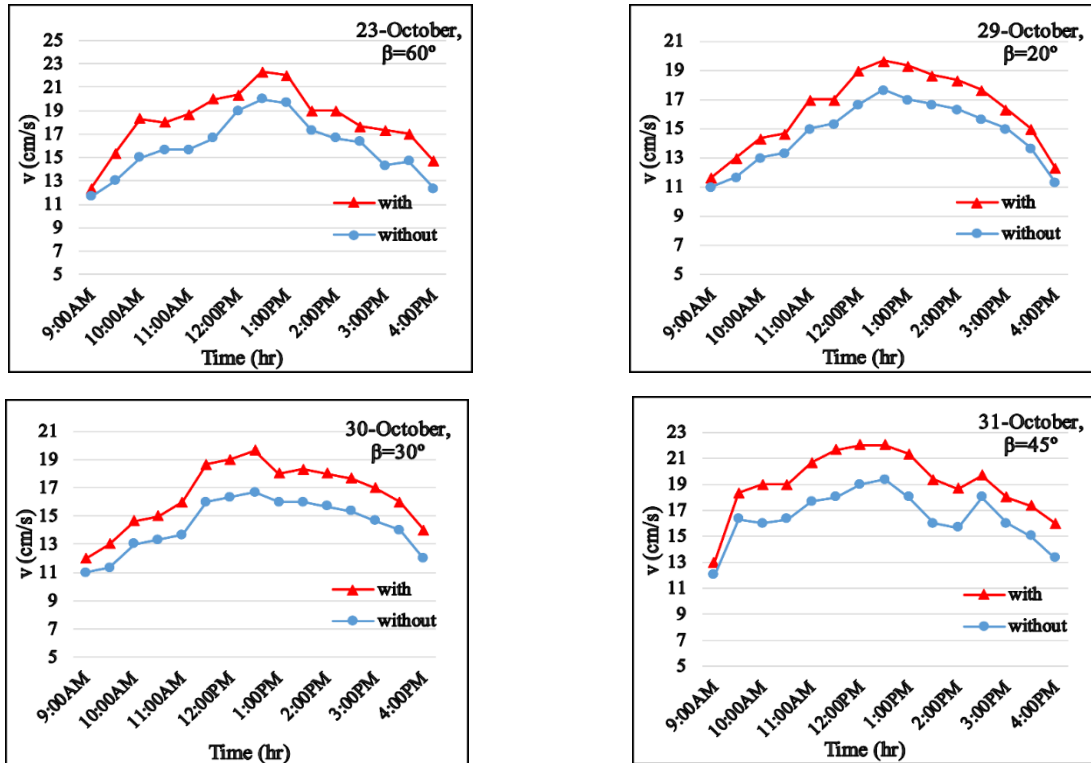 23-October,
β=60º
25
23
21
19
17
15
13
11
9
7
5
v (cm/s)
with
without
9:00AM
10:00AM
11:00AM
12:00PM
1:00PM
2:00PM
3:00PM
4:00PM
Time (hr)
29-October,
β=20º
21
19
17
15
13
11
9
7
5
v (cm/s)
with
without
9:00AM
10:00AM
11:00AM
12:00PM
1:00PM
2:00PM
3:00PM
4:00PM
Time (hr)
30-October,
β=30º
21
19
17
15
13
11
9
7
5
v (cm/s)
with
without
9:00AM
10:00AM
11:00AM
12:00PM
1:00PM
2:00PM
3:00PM
4:00PM
Time (hr)
31-October,
β=45º
23
21
19
17
15
13
11
9
7
5
v (cm/s)
with
without
9:00AM
10:00AM
11:00AM
12:00PM
1:00PM
2:00PM
3:00PM
4:00PM
Time (hr)